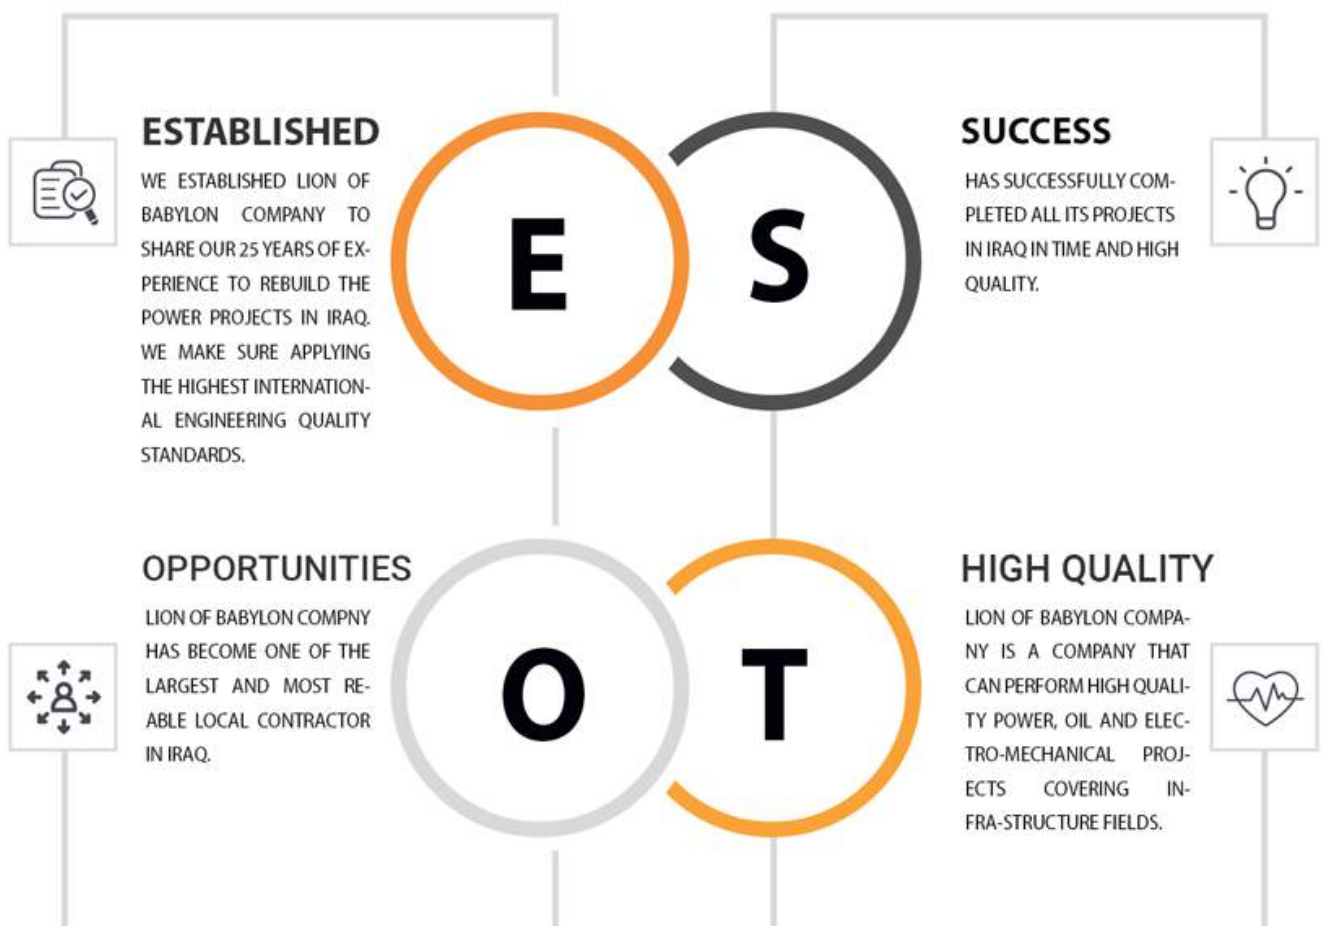 ESTABLISHED
WE ESTABLISHED LION OF
BABYLON COMPANY TO
SHARE OUR 25 YEARS OF EX-
PERIENCE TO REBUILD THE
POWER PROJECTS IN IRAQ.
WE MAKE SURE APPLYING
THE HIGHEST INTERNATION-
AL ENGINEERING QUALITY
STANDARDS.
E
S
SUCCESS
HAS SUCCESSFULLY COM-
PLETED ALL ITS PROJECTS
IN IRAQ IN TIME AND HIGH
QUALITY.
OPPORTUNITIES
LION OF BABYLON COMPNY
HAS BECOME ONE OF THE
LARGEST AND MOST RE-
ABLE LOCAL CONTRACTOR
IN IRAQ.
O
T
HIGH QUALITY
LION OF BABYLON COMPA-
NY IS A COMPANY THAT
CAN PERFORM HIGH QUALI-
TY POWER, OIL AND ELEC-
TRO-MECHANICAL PROJ-
ECTS COVERING IN-
FRA-STRUCTURE FIELDS.